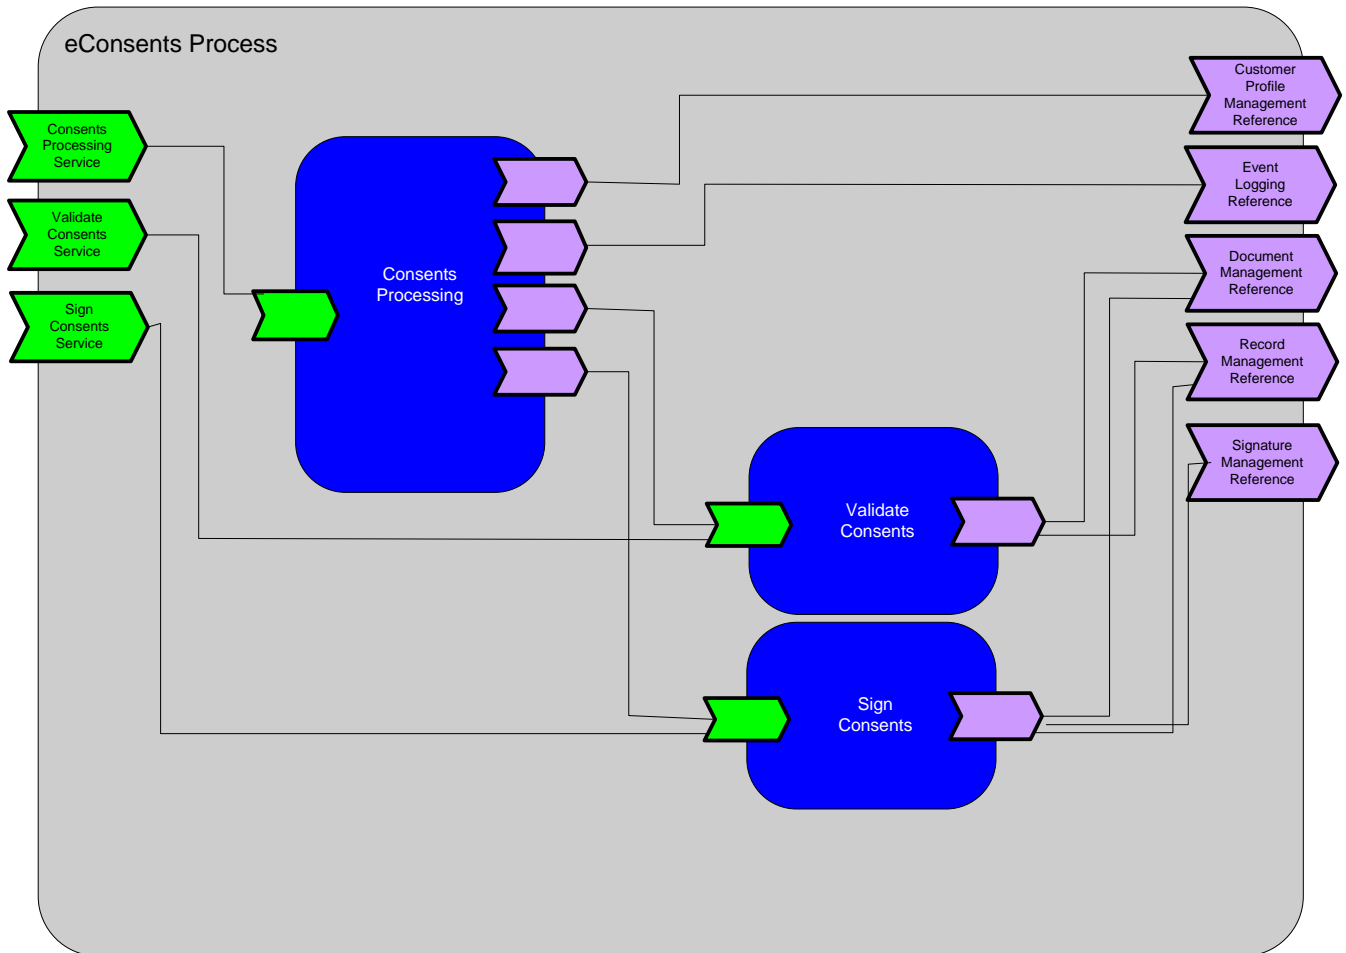 eConsents Process
Consents
Processing
Service
Validate
Consents
Service
Sign
Consents
Service
Consents
Processing
Validate
Consents
Sign
Consents
Customer
Profile
Management
Reference
Event
Logging
Reference
Document
Management
Reference
Record
Management
Reference
Signature
Management
Reference